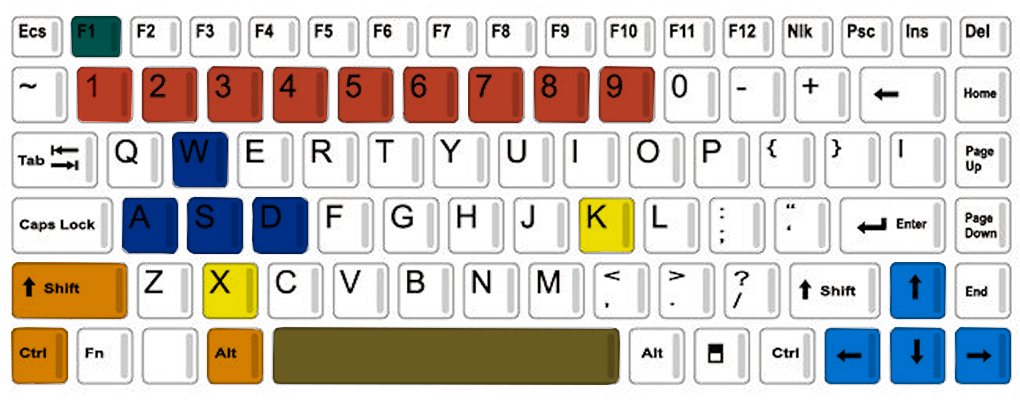 Ecs F1 F2 F3 F4 F5 F6 F7 F8 F9 F10 F11 F12 Nlk Psc Ins Del
~ 1 2 3 4 5 6 7 8 9 0 - + Home
Tab Q W E R T Y U I O P { } | Page Up
Caps Lock A S D F G H J K L : ; “ ‘ Enter Page Down
Shift Z X C V B N M < , > . ? / Shift End
Ctrl Fn Alt Alt Ctrl